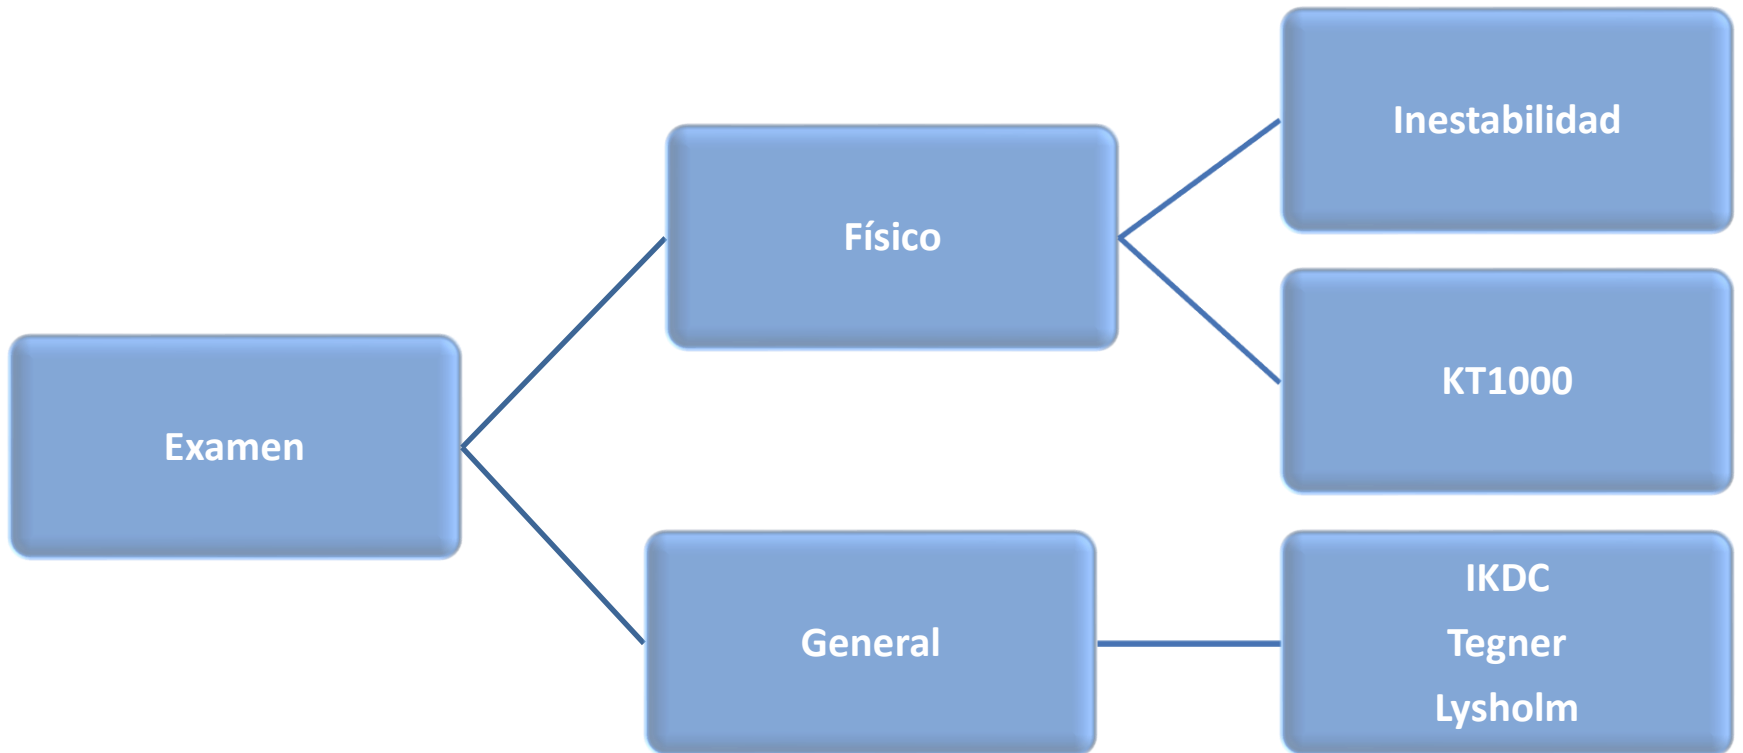 Examen
Físico
Inestabilidad
KT1000
General
IKDC
Tegner
Lysholm